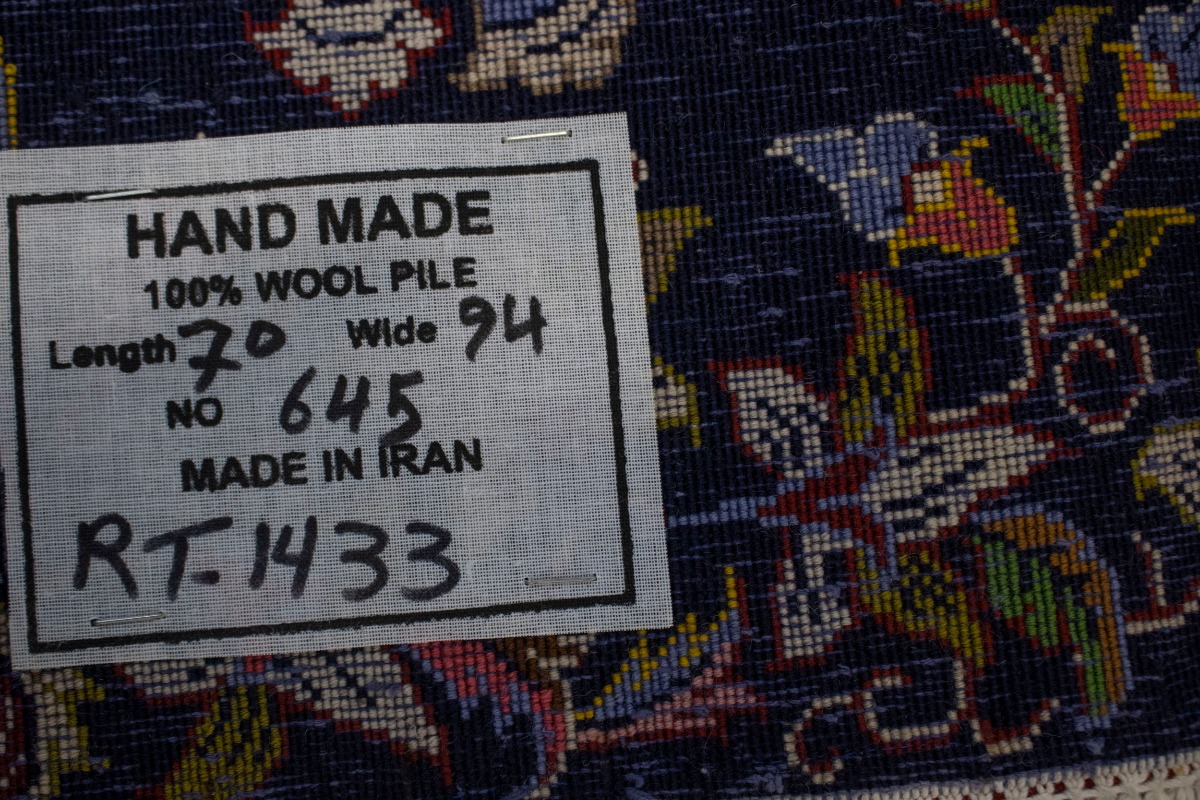 HAND MADE
100% WOOL PILE
Length 70 Wide 94
NO 645
MADE IN IRAN
RT-1433